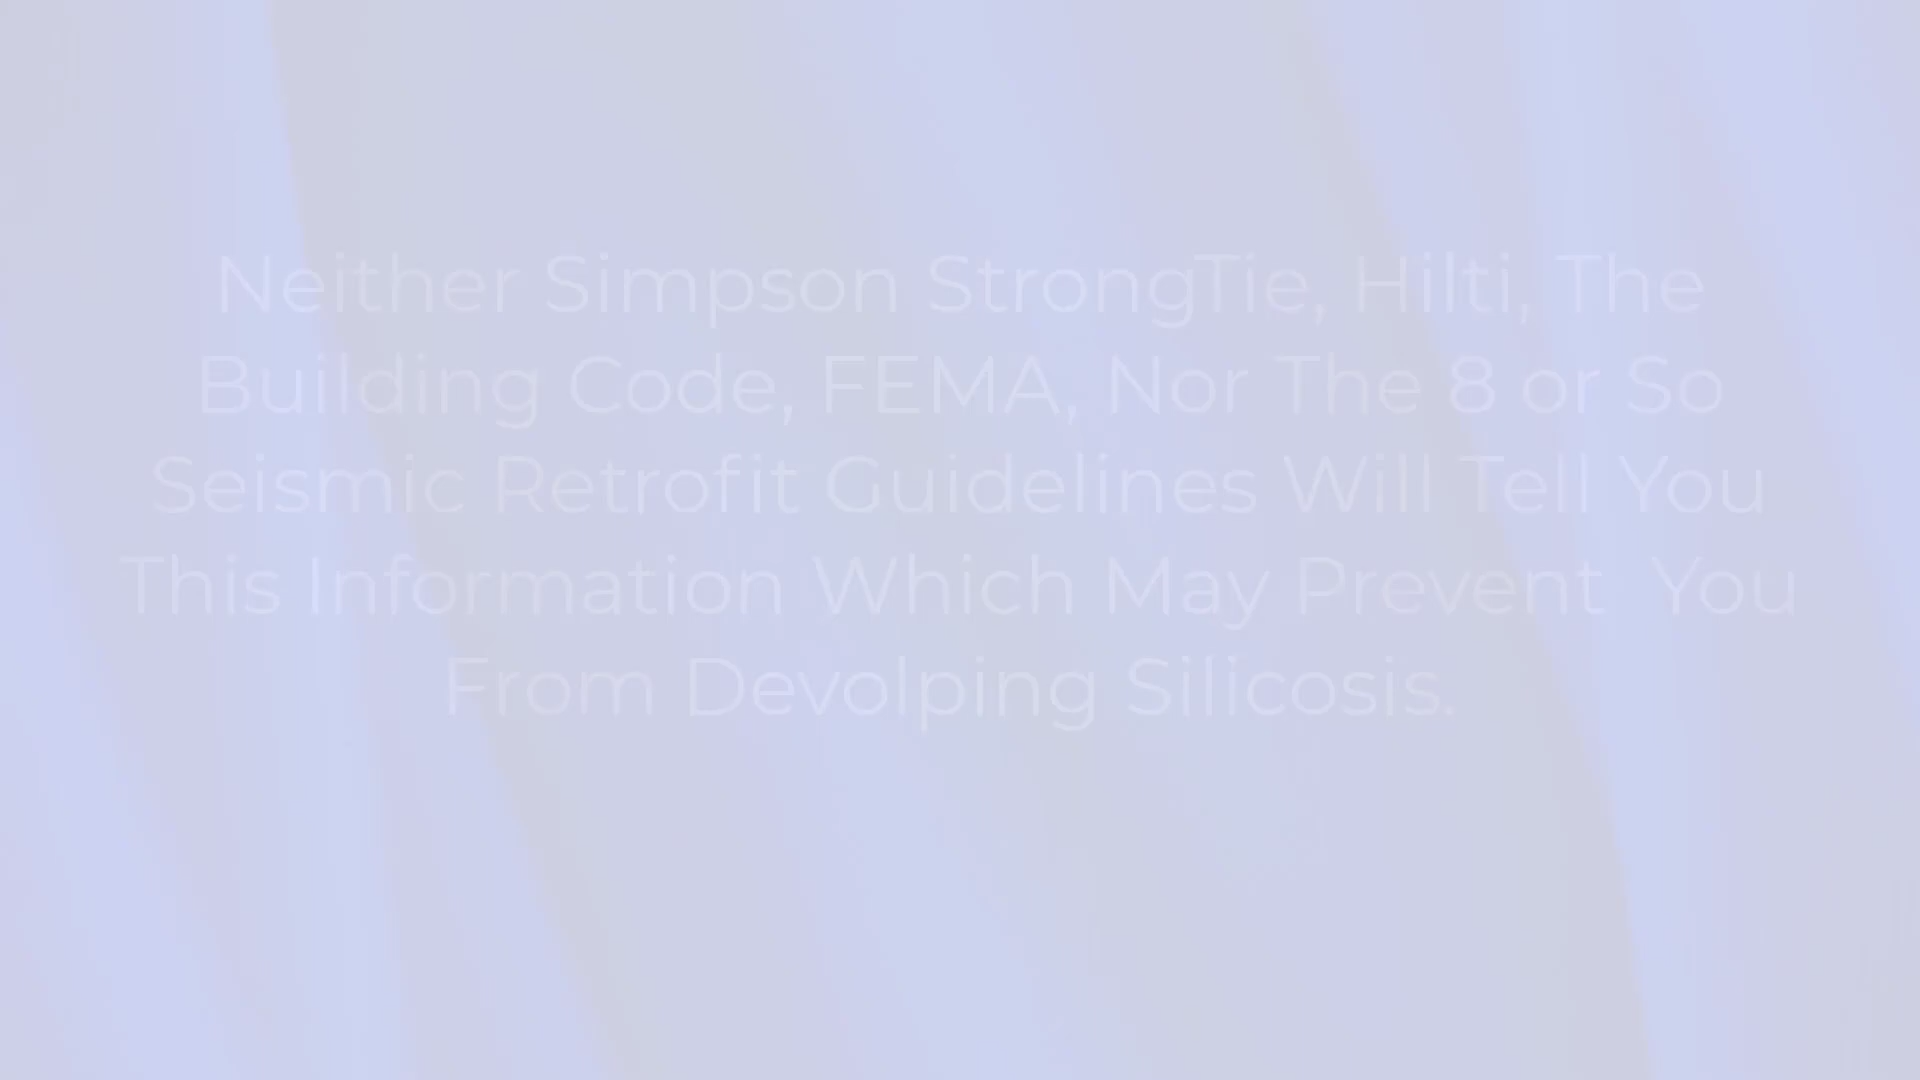 Neither Simpson StrongTie, Hilti, The
Building Code, FEMA, Nor The 8 or So
Seismic Retrofit Guidelines Will Tell You
This Information Which May Prevent  You
From Devolping Silicosis.